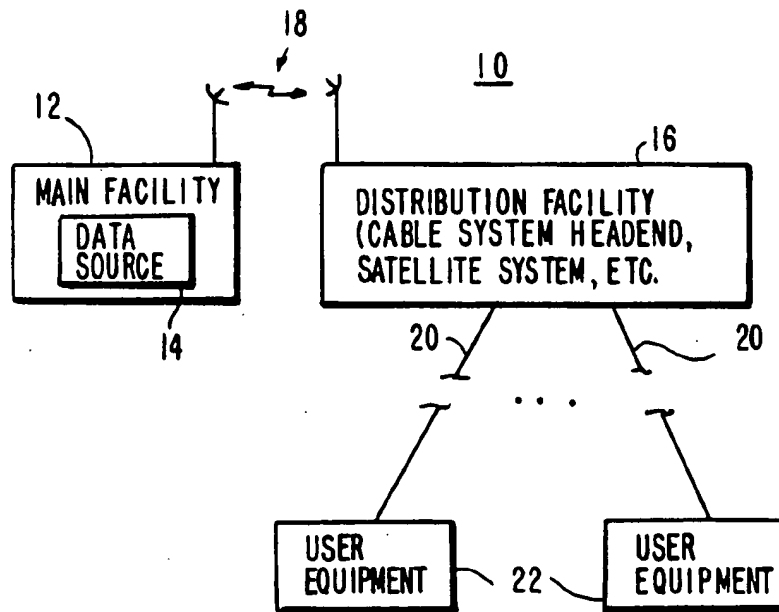 18
10
12
16
MAIN FACILITY
DATA
SOURCE
14
DISTRIBUTION FACILITY
(CABLE SYSTEM HEADEND,
SATELLITE SYSTEM, ETC.
20
20
...
USER
EQUIPMENT
22
USER
EQUIPMENT